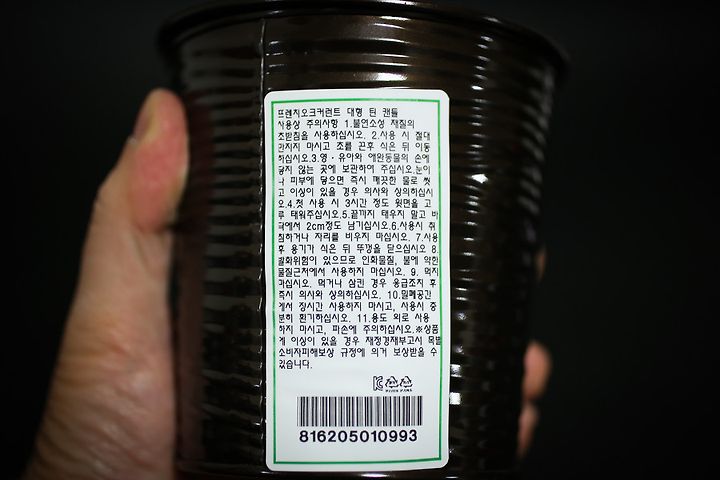 프렌치오크커런트 대형 틴 캔들
사용상 주의사항 1.불연소성 재질의
초받침을 사용하십시오. 2.사용 시 절대
만지지 마시고 초를 끈후 식은 뒤 이동
하십시오.3.영·유아와 애완동물의 손에
닿지 않는 곳에 보관하여 주십시오.눈이
나 피부에 닿으면 즉시 깨끗한 물로 씻
고 이상이 있을 경우 의사와 상의하십시
오.4.첫 사용 시 3시간 정도 윗면을 고
루 태워주십시오.5.끝까지 태우지 말고 바
닥에서 2cm정도 남기십시오.6.사용시 취
침하거나 자리를 비우지 마십시오. 7.사용
후 용기가 식은 뒤 뚜껑을 닫으십시오 8.
발화위험이 있으므로 인화물질, 불에 약한
물질근처에서 사용하지 마십시오. 9. 먹지
마십시오. 먹거나 삼킨 경우 응급조치 후
즉시 의사와 상의하십시오. 10.밀폐공간
에서 장시간 사용하지 마시고, 사용시 충
분히 환기하십시오. 11.용도 외로 사용
하지 마시고, 파손에 주의하십시오.※상품
에 이상이 있을 경우 재정경제부고시 품목별
소비자피해보상 규정에 의거 보상받을 수
있습니다.
816205010993